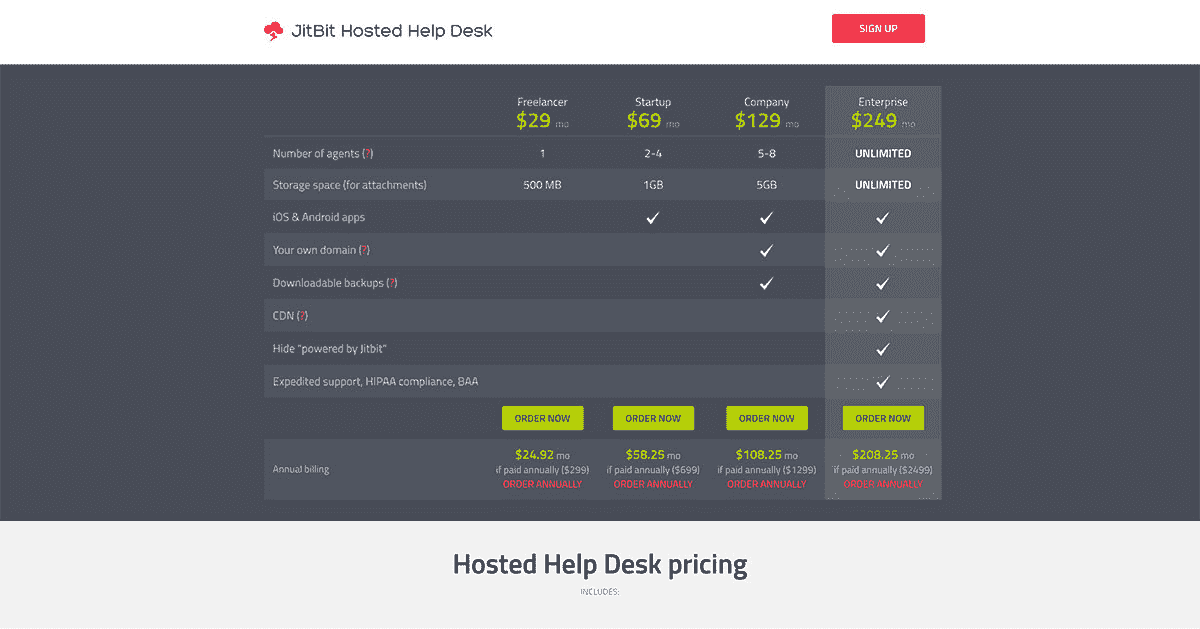 JitBit Hosted Help Desk
SIGN UP
Freelancer Startup Company Enterprise
$29 mo $69 mo $129 mo $249 mo
Number of agents (?) 1 2-4 5-8 UNLIMITED
Storage space (for attachments) 500 MB 1GB 5GB UNLIMITED
iOS & Android apps
Your own domain (?)
Downloadable backups (?)
CDN (?)
Hide "powered by Jitbit"
Expedited support, HIPAA compliance, BAA
ORDER NOW ORDER NOW ORDER NOW ORDER NOW
$24.92 mo $58.25 mo $108.25 mo $208.25 mo
Annual billing if paid annually ($299) if paid annually ($699) if paid annually ($1299) if paid annually ($2499)
ORDER ANNUALLY ORDER ANNUALLY ORDER ANNUALLY ORDER ANNUALLY
Hosted Help Desk pricing
INCLUDES: